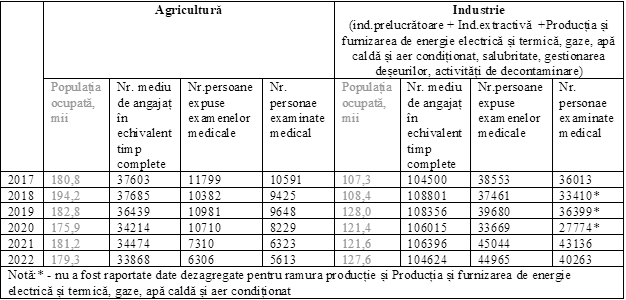 Agricultură Industrie
(ind.prelucrătoare + Ind.extractivă +Producția și
furnizarea de energie electrică și termică, gaze, apă
caldă și aer condiționat, salubritate, gestionarea
deșeurilor, activități de decontaminare)
Populația Nr. mediu Nr.persoane Nr. Populația Nr. mediu Nr.persoane Nr.
ocupată, de angajaț expuse personae ocupată, de angajaț expuse personae
mii în examenelor examinate mii în examenelor examinate
echivalent medicale medical echivalent medicale medical
timp timp
complete complete
2017 180,8 37603 11799 10591 107,3 104500 38553 36013
2018 194,2 37685 10382 9425 108,4 108801 37461 33410*
2019 182,8 36439 10981 9648 128,0 108356 39680 36399*
2020 175,9 34214 10710 8229 121,4 106015 33669 27774*
2021 181,2 34474 7310 6323 121,6 106396 45044 43136
2022 179,3 33868 6306 5613 127,6 104624 44965 40263
Notă:* - nu a fost raportate date dezagregate pentru ramura producție și Producția și furnizarea de energie
electrică și termică, gaze, apă caldă și aer condiționat